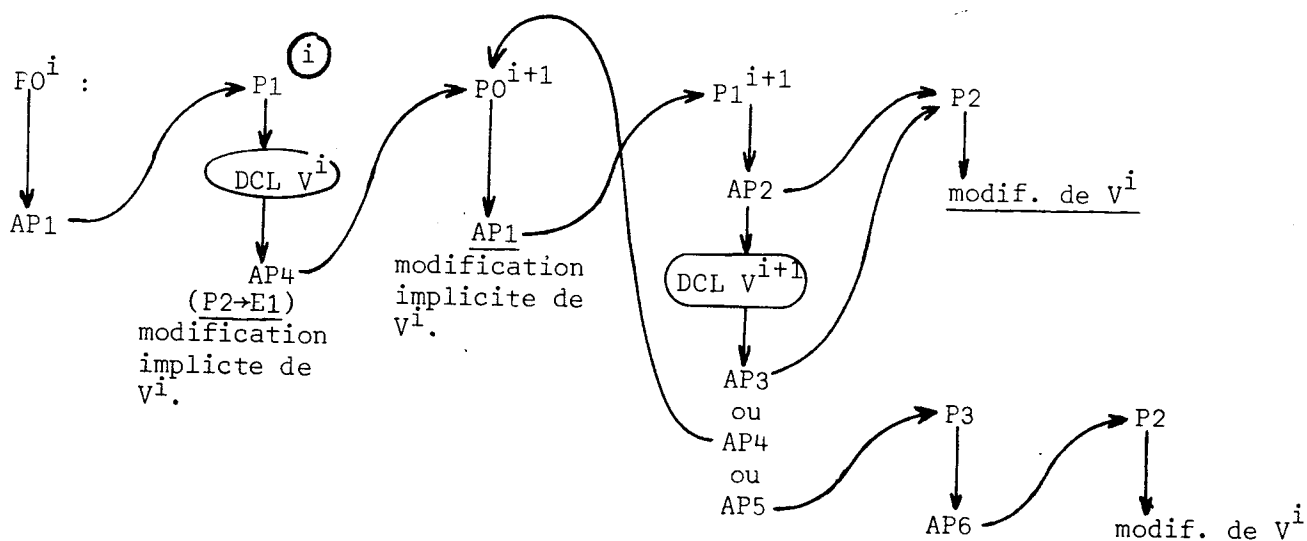 i
PO^i :
P1
PO^{i+1}
P1^{i+1}
P2
DCL V^i
AP2
modif. de V^i
AP1
AP1
AP4
modification
implicite de
V^i.
(P2→E1)
modification
implicte de
V^i.
DCL V^{i+1}
AP3
ou
AP4
ou
AP5
P3
P2
AP6
modif. de V^i